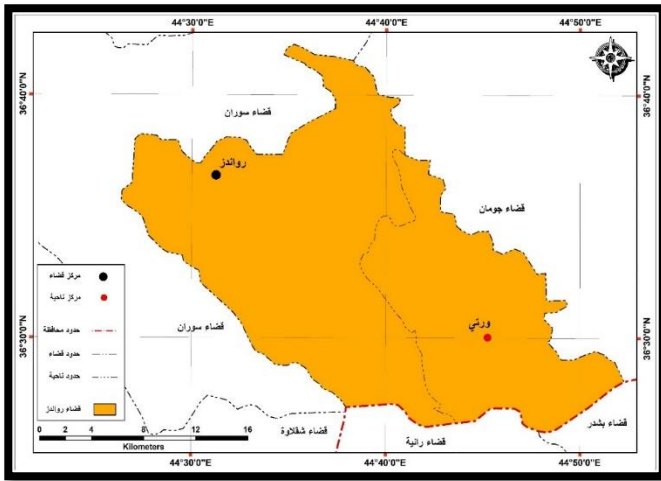 44°30'0"E
44°40'0"E
44°50'0"E
36°40'0"N
36°40'0"N
قضاء سوران
رواندز
قضاء جومان
مركز قضاء
مركز ناحية
حدود محافظة
حدود قضاء
حدود ناحية
قضاء رواندز
قضاء سوران
ورتي
36°30'0"N
36°30'0"N
0 2 4 8 12 16
Kilometers
قضاء شقلاوة
قضاء رانية
قضاء بشدر
44°30'0"E
44°40'0"E
44°50'0"E